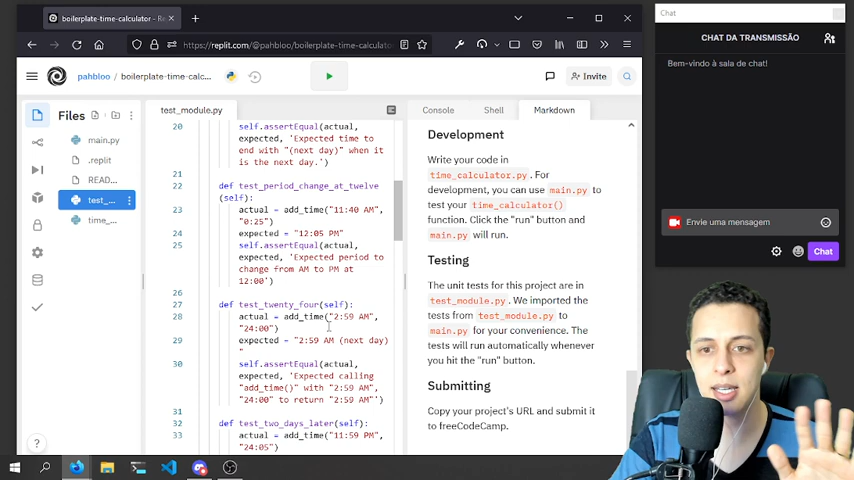 boilerplate-time-calculator - Re
https://replit.com/@pahbloo/boilerplate-time-calculator
pahbloo / boilerplate-time-calc...
Invite
Files
main.py
.replit
READ...
test_...
time_...
test_module.py
20
self.assertEqual(actual,
expected, 'Expected time to
end with "(next day)" when it
is the next day.')
21
22 def test_period_change_at_twelve
(self):
23 actual = add_time("11:40 AM",
"0:25")
24 expected = "12:05 PM"
25 self.assertEqual(actual,
expected, 'Expected period to
change from AM to PM at
12:00')
26
27 def test_twenty_four(self):
28 actual = add_time("2:59 AM",
"24:00")
29 expected = "2:59 AM (next day)
"
30 self.assertEqual(actual,
expected, 'Expected calling
"add_time()" with "2:59 AM",
"24:00" to return "2:59 AM"')
31
32 def test_two_days_later(self):
33 actual = add_time("11:59 PM",
"24:05")
Console Shell Markdown
Development
Write your code in
time_calculator.py. For
development, you can use main.py to
test your time_calculator()
function. Click the "run" button and
main.py will run.
Testing
The unit tests for this project are in
test_module.py. We imported the
tests from test_module.py to
main.py for your convenience. The
tests will run automatically whenever
you hit the "run" button.
Submitting
Copy your project's URL and submit it
to freeCodeCamp.
Chat
CHAT DA TRANSMISSÃO
Bem-vindo à sala de chat!
Envie uma mensagem
Chat